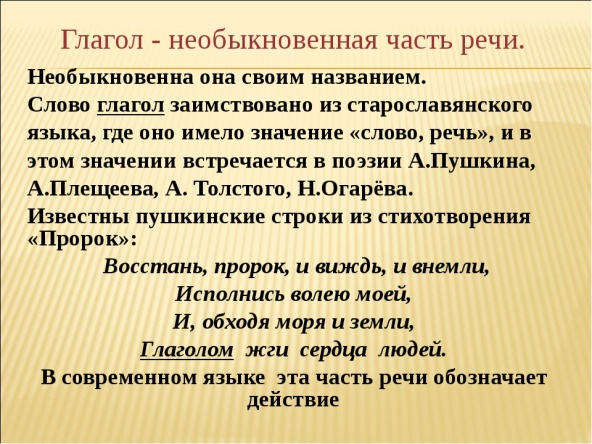 Глагол - необыкновенная часть речи.
Необыкновенна она своим названием.
Слово глагол заимствовано из старославянского
языка, где оно имело значение «слово, речь», и в
этом значении встречается в поэзии А.Пушкина,
А.Плещеева, А. Толстого, Н.Огарёва.
Известны пушкинские строки из стихотворения
«Пророк»:
Восстань, пророк, и виждь, и внемли,
Исполнись волею моей,
И, обходя моря и земли,
Глаголом жги сердца людей.
В современном языке эта часть речи обозначает
действие